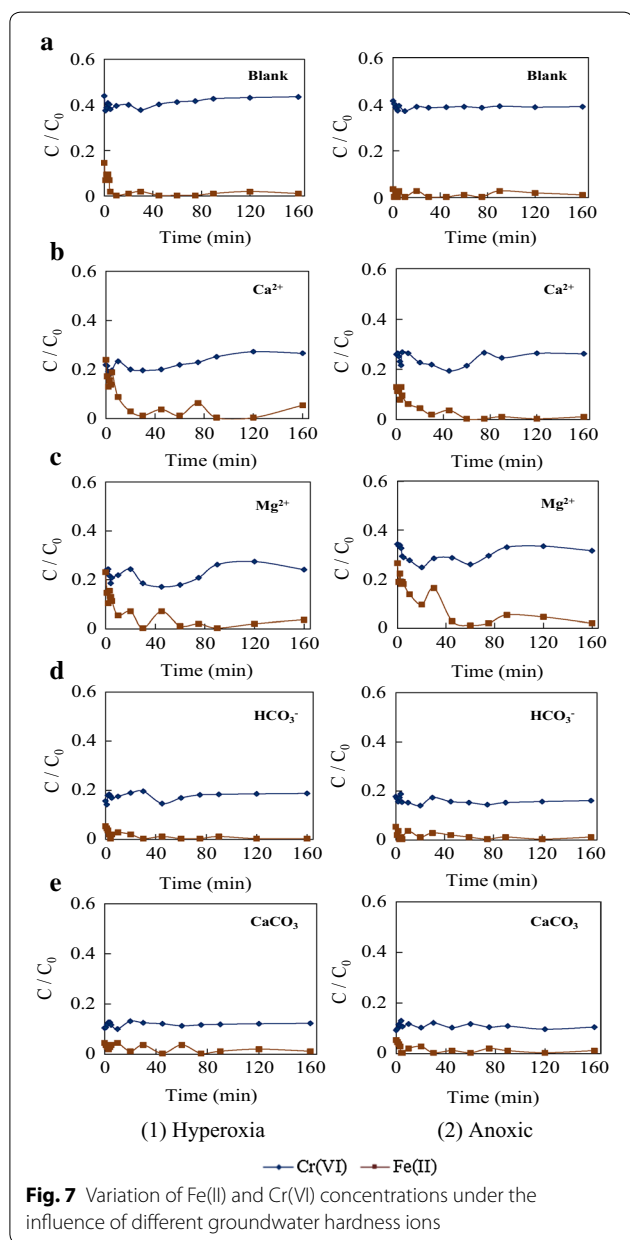 a
Blank
Blank
C / C₀
C / C₀
0.6
0.4
0.2
0
0.6
0.4
0.2
0
0 40 80 120 160
0 40 80 120 160
Time (min)
Time (min)
b
Ca²⁺
Ca²⁺
C / C₀
C / C₀
0.6
0.4
0.2
0
0.6
0.4
0.2
0
0 40 80 120 160
0 40 80 120 160
Time (min)
Time (min)
c
Mg²⁺
Mg²⁺
C / C₀
C / C₀
0.6
0.4
0.2
0
0.6
0.4
0.2
0
0 40 80 120 160
0 40 80 120 160
Time (min)
Time (min)
d
HCO₃⁻
HCO₃⁻
C / C₀
C / C₀
0.6
0.4
0.2
0
0.6
0.4
0.2
0
0 40 80 120 160
0 40 80 120 160
Time (min)
Time (min)
e
CaCO₃
CaCO₃
C / C₀
C / C₀
0.6
0.4
0.2
0
0.6
0.4
0.2
0
0 40 80 120 160
0 40 80 120 160
Time (min)
Time (min)
(1) Hyperoxia
(2) Anoxic
Cr(VI) Fe(II)
Fig. 7 Variation of Fe(II) and Cr(VI) concentrations under the
influence of different groundwater hardness ions